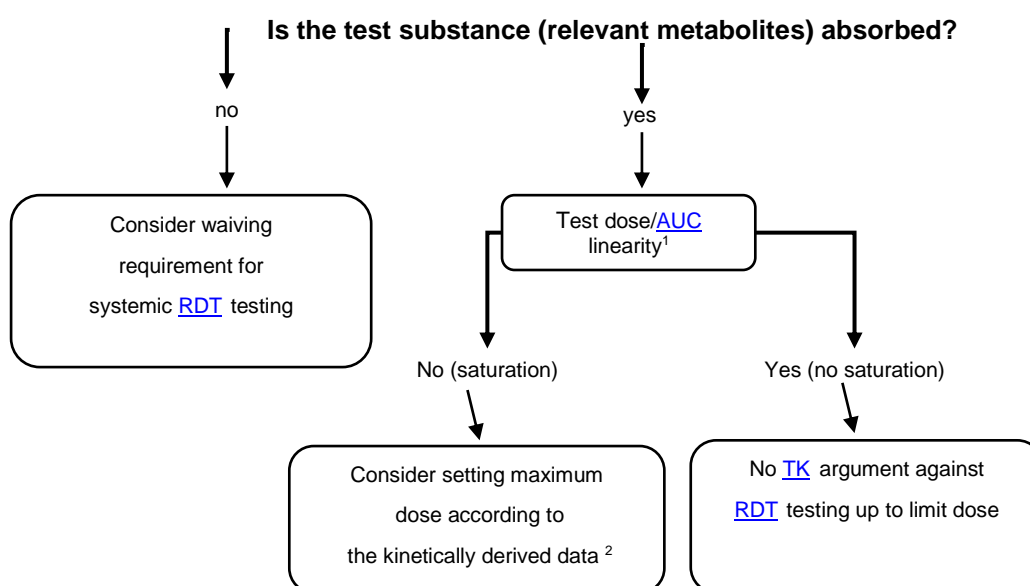 Is the test substance (relevant metabolites) absorbed?
no
yes
Consider waiving
requirement for
systemic RDT testing
Test dose/AUC
linearity1
No (saturation)
Yes (no saturation)
Consider setting maximum
dose according to
the kinetically derived data 2
No TK argument against
RDT testing up to limit dose